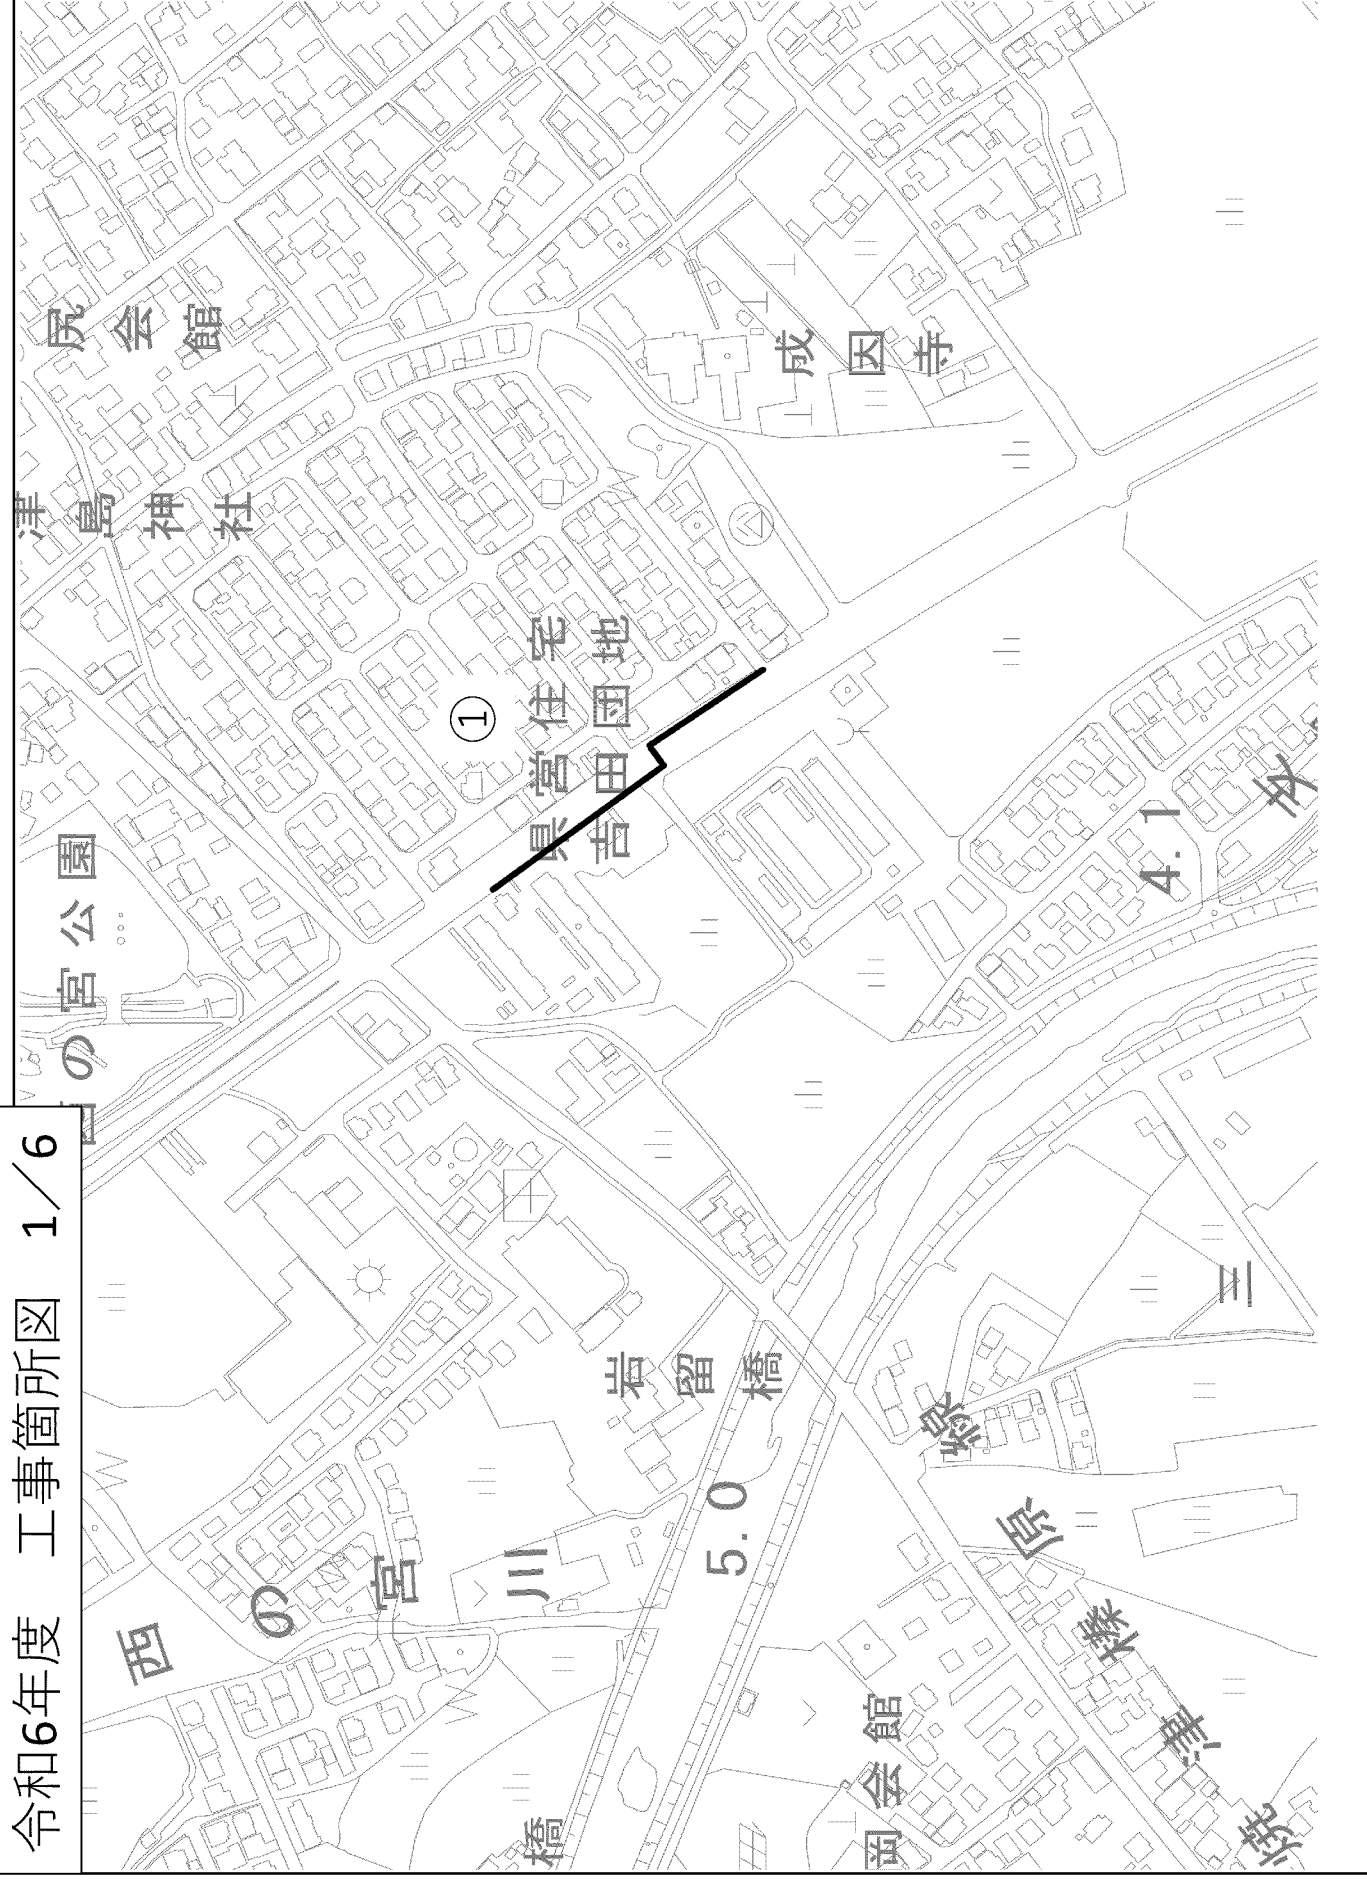 令和6年度 工事箇所図 1/6
尻会館
津島神社
の宮公園
①
県営住宅
吉田団地
成因寺
岩留橋
西の宮川
5.0
4.1
三
橋
岡会館
焼津榛原線